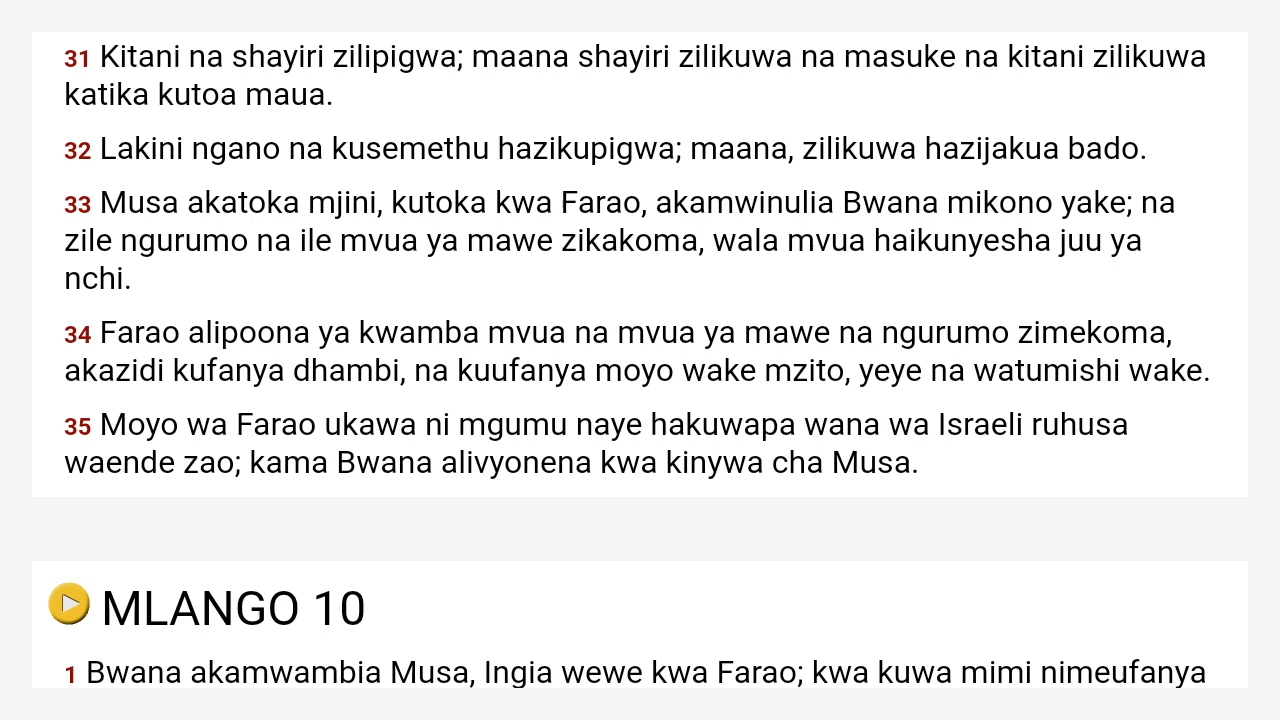 31 Kitani na shayiri zilipigwa; maana shayiri zilikuwa na masuke na kitani zilikuwa
katika kutoa maua.
32 Lakini ngano na kusemethu hazikupigwa; maana, zilikuwa hazijakua bado.
33 Musa akatoka mjini, kutoka kwa Farao, akamwinulia Bwana mikono yake; na
zile ngurumo na ile mvua ya mawe zikakoma, wala mvua haikunyesha juu ya
nchi.
34 Farao alipoona ya kwamba mvua na mvua ya mawe na ngurumo zimekoma,
akazidi kufanya dhambi, na kuufanya moyo wake mzito, yeye na watumishi wake.
35 Moyo wa Farao ukawa ni mgumu naye hakuwapa wana wa Israeli ruhusa
waende zao; kama Bwana alivyonena kwa kinywa cha Musa.
MLANGO 10
1 Bwana akamwambia Musa, Ingia wewe kwa Farao; kwa kuwa mimi nimeufanya